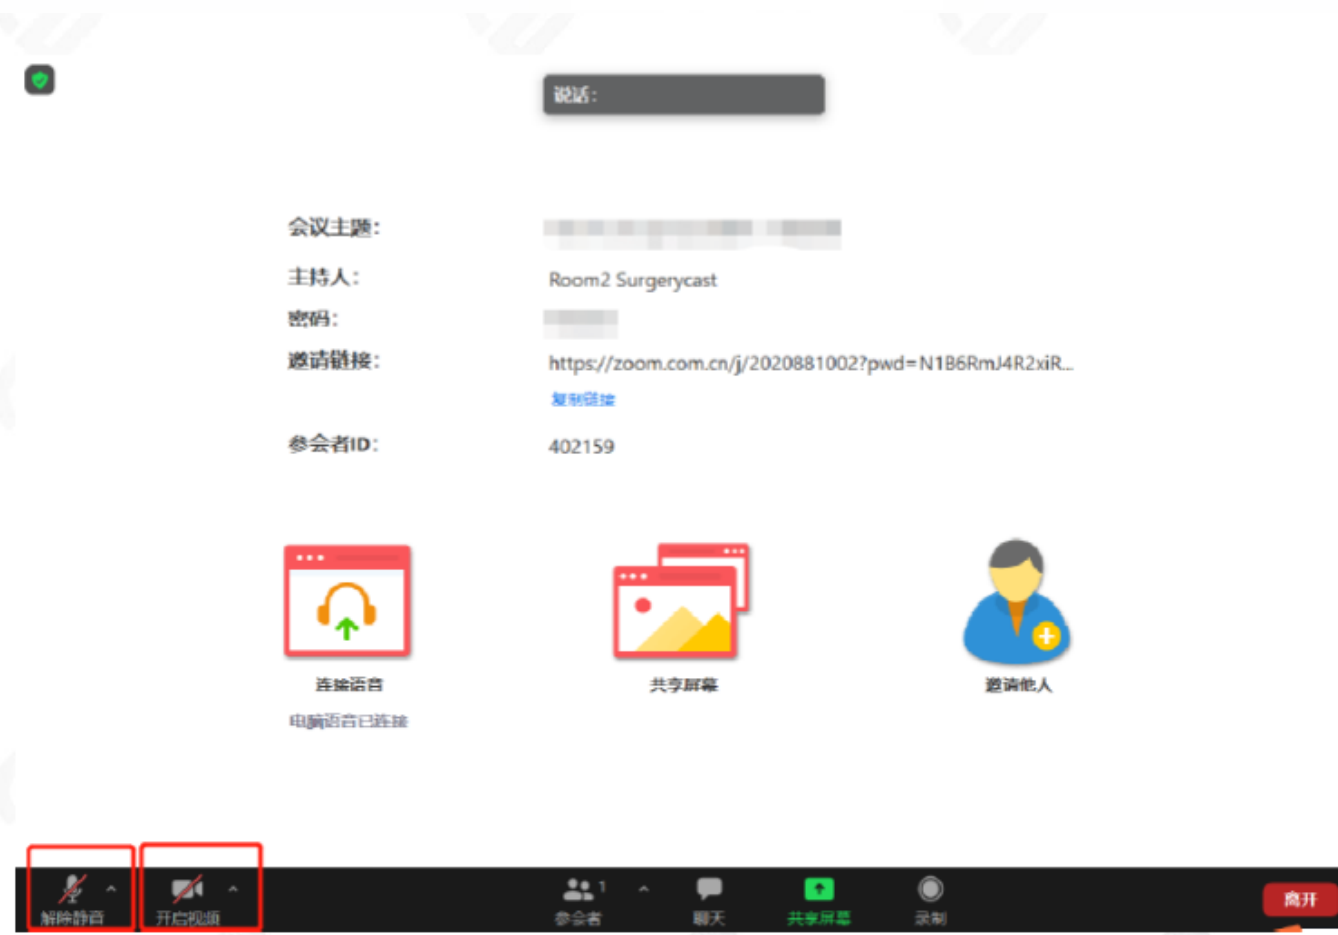 说话：
会议主题：
主持人：
Room2 Surgerycast
密码：
邀请链接：
https://zoom.com.cn/j/2020881002?pwd=N1B6RmJ4R2xiR...
复制链接
参会者ID：
402159
连接语音
共享屏幕
邀请他人
电脑语音已连接
解除静音
开启视频
1
参会者
聊天
共享屏幕
录制
离开